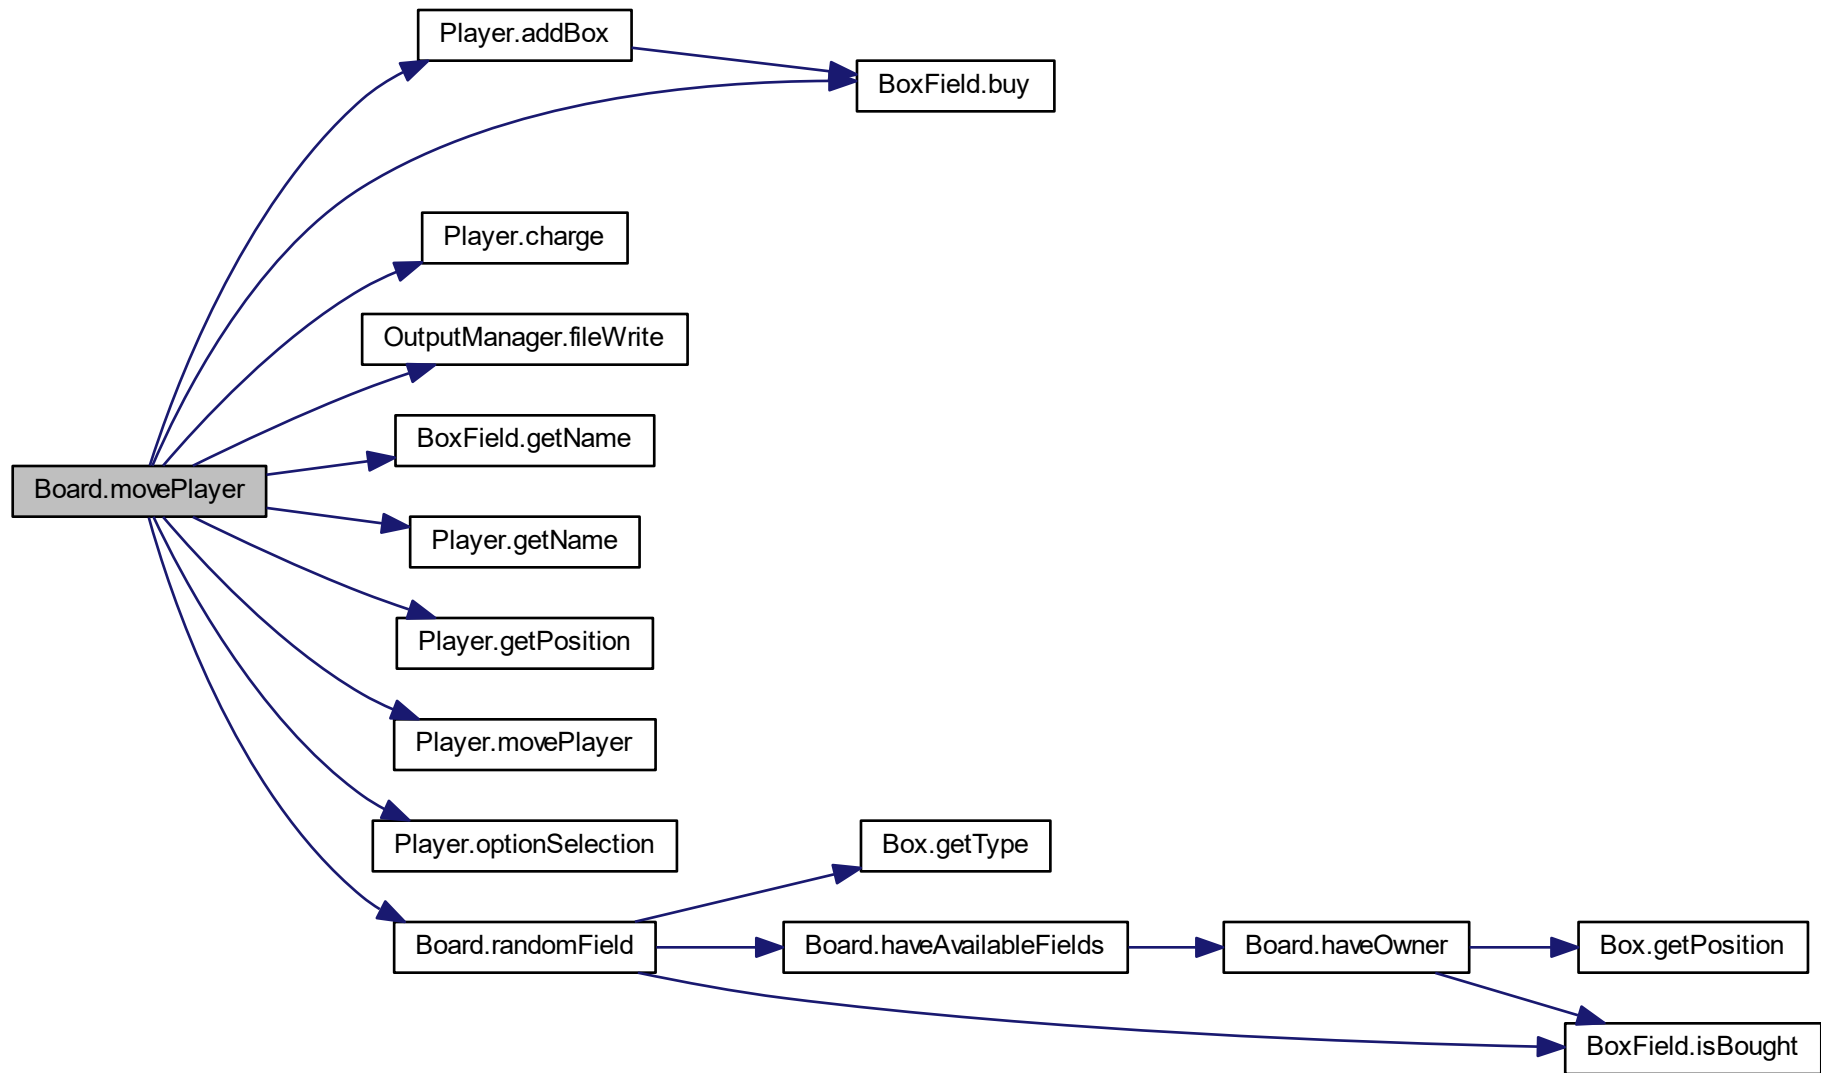 Player.addBox
BoxField.buy
Player.charge
OutputManager.fileWrite
BoxField.getName
Board.movePlayer
Player.getName
Player.getPosition
Player.movePlayer
Player.optionSelection
Box.getType
Board.randomField
Board.haveAvailableFields
Board.haveOwner
Box.getPosition
BoxField.isBought